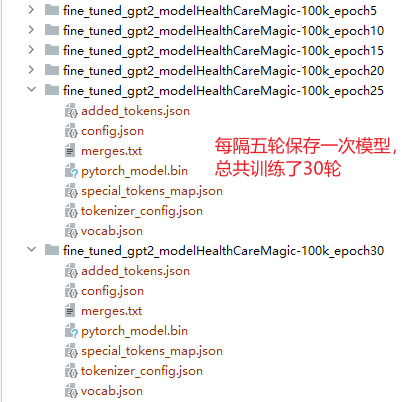 fine_tuned_gpt2_modelHealthCareMagic-100k_epoch5
fine_tuned_gpt2_modelHealthCareMagic-100k_epoch10
fine_tuned_gpt2_modelHealthCareMagic-100k_epoch15
fine_tuned_gpt2_modelHealthCareMagic-100k_epoch20
fine_tuned_gpt2_modelHealthCareMagic-100k_epoch25
added_tokens.json
config.json
merges.txt
pytorch_model.bin
special_tokens_map.json
tokenizer_config.json
vocab.json
每隔五轮保存一次模型，
总共训练了30轮
fine_tuned_gpt2_modelHealthCareMagic-100k_epoch30
added_tokens.json
config.json
merges.txt
pytorch_model.bin
special_tokens_map.json
tokenizer_config.json
vocab.json